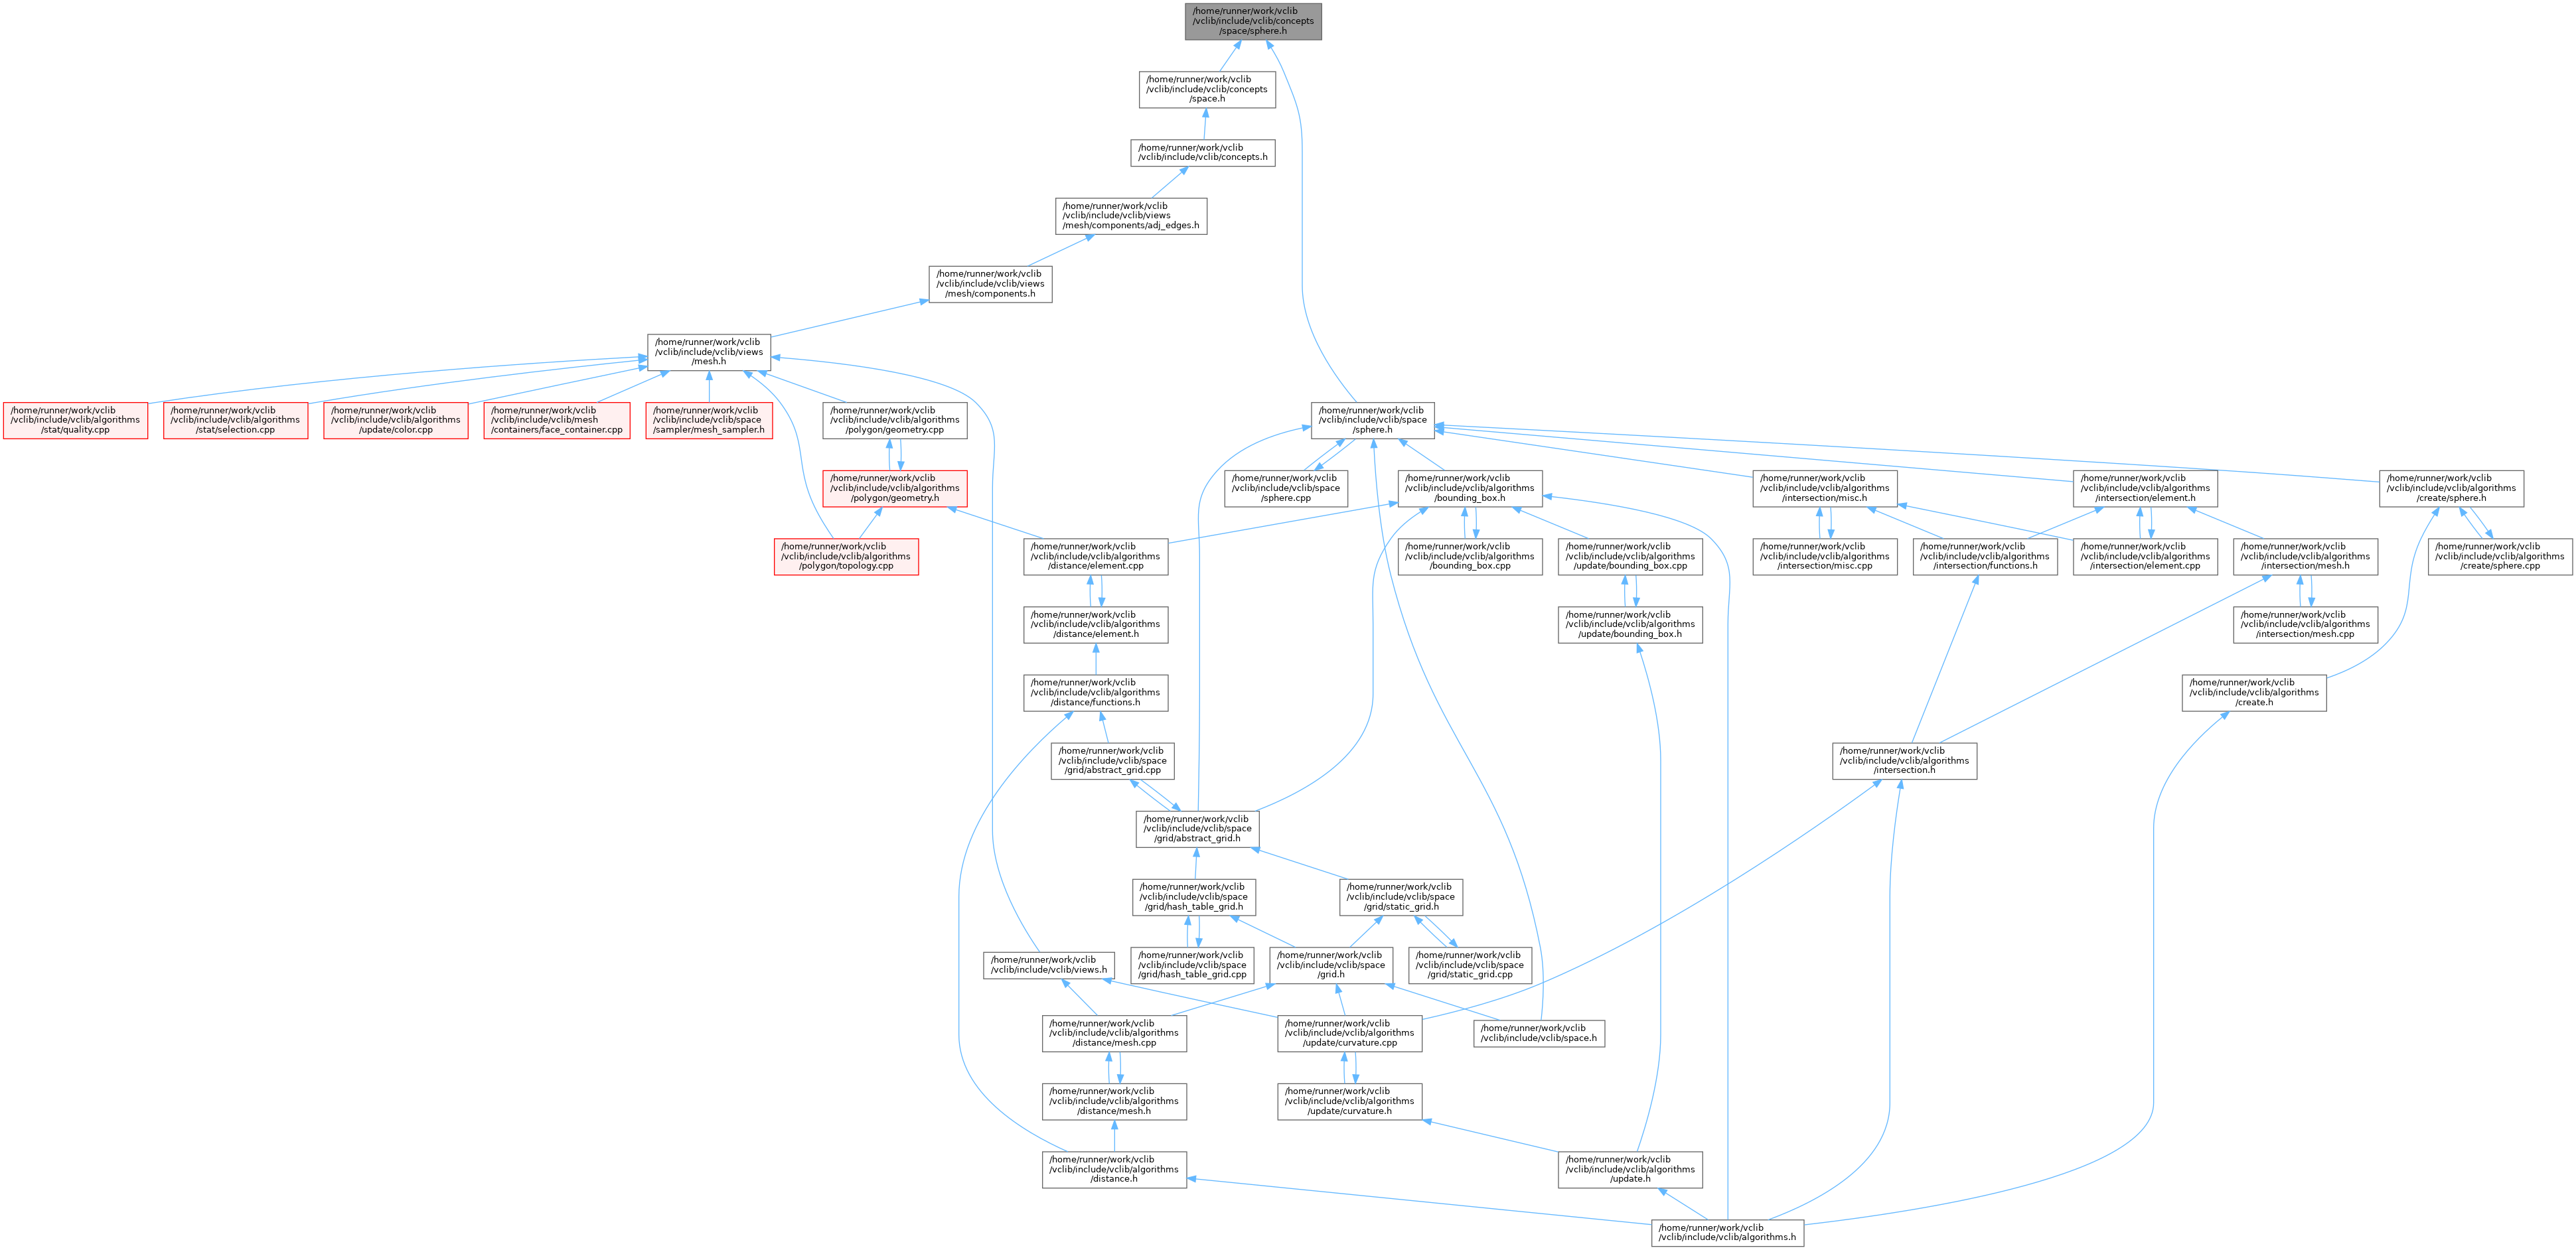 /home/runner/work/vclib
/vclib/include/vclib/concepts
/space/sphere.h
/home/runner/work/vclib
/vclib/include/vclib/concepts
/space.h
/home/runner/work/vclib
/vclib/include/vclib/concepts.h
/home/runner/work/vclib
/vclib/include/vclib/views
/mesh/components/adj_edges.h
/home/runner/work/vclib
/vclib/include/vclib/views
/mesh/components.h
/home/runner/work/vclib
/vclib/include/vclib/views
/mesh.h
/home/runner/work/vclib
/vclib/include/vclib/algorithms
/stat/quality.cpp
/home/runner/work/vclib
/vclib/include/vclib/algorithms
/stat/selection.cpp
/home/runner/work/vclib
/vclib/include/vclib/algorithms
/update/color.cpp
/home/runner/work/vclib
/vclib/include/vclib/mesh
/containers/face_container.cpp
/home/runner/work/vclib
/vclib/include/vclib/space
/sampler/mesh_sampler.h
/home/runner/work/vclib
/vclib/include/vclib/algorithms
/polygon/geometry.cpp
/home/runner/work/vclib
/vclib/include/vclib/space
/sphere.h
/home/runner/work/vclib
/vclib/include/vclib/algorithms
/polygon/geometry.h
/home/runner/work/vclib
/vclib/include/vclib/space
/sphere.cpp
/home/runner/work/vclib
/vclib/include/vclib/algorithms
/bounding_box.h
/home/runner/work/vclib
/vclib/include/vclib/algorithms
/intersection/misc.h
/home/runner/work/vclib
/vclib/include/vclib/algorithms
/intersection/element.h
/home/runner/work/vclib
/vclib/include/vclib/algorithms
/create/sphere.h
/home/runner/work/vclib
/vclib/include/vclib/algorithms
/polygon/topology.cpp
/home/runner/work/vclib
/vclib/include/vclib/algorithms
/distance/element.cpp
/home/runner/work/vclib
/vclib/include/vclib/algorithms
/bounding_box.cpp
/home/runner/work/vclib
/vclib/include/vclib/algorithms
/update/bounding_box.cpp
/home/runner/work/vclib
/vclib/include/vclib/algorithms
/intersection/misc.cpp
/home/runner/work/vclib
/vclib/include/vclib/algorithms
/intersection/functions.h
/home/runner/work/vclib
/vclib/include/vclib/algorithms
/intersection/element.cpp
/home/runner/work/vclib
/vclib/include/vclib/algorithms
/intersection/mesh.h
/home/runner/work/vclib
/vclib/include/vclib/algorithms
/create/sphere.cpp
/home/runner/work/vclib
/vclib/include/vclib/algorithms
/distance/element.h
/home/runner/work/vclib
/vclib/include/vclib/algorithms
/update/bounding_box.h
/home/runner/work/vclib
/vclib/include/vclib/algorithms
/intersection/mesh.cpp
/home/runner/work/vclib
/vclib/include/vclib/algorithms
/distance/functions.h
/home/runner/work/vclib
/vclib/include/vclib/algorithms
/create.h
/home/runner/work/vclib
/vclib/include/vclib/space
/grid/abstract_grid.cpp
/home/runner/work/vclib
/vclib/include/vclib/algorithms
/intersection.h
/home/runner/work/vclib
/vclib/include/vclib/space
/grid/abstract_grid.h
/home/runner/work/vclib
/vclib/include/vclib/space
/grid/hash_table_grid.h
/home/runner/work/vclib
/vclib/include/vclib/space
/grid/static_grid.h
/home/runner/work/vclib
/vclib/include/vclib/views.h
/home/runner/work/vclib
/vclib/include/vclib/space
/grid/hash_table_grid.cpp
/home/runner/work/vclib
/vclib/include/vclib/space
/grid.h
/home/runner/work/vclib
/vclib/include/vclib/space
/grid/static_grid.cpp
/home/runner/work/vclib
/vclib/include/vclib/algorithms
/distance/mesh.cpp
/home/runner/work/vclib
/vclib/include/vclib/algorithms
/update/curvature.cpp
/home/runner/work/vclib
/vclib/include/vclib/space.h
/home/runner/work/vclib
/vclib/include/vclib/algorithms
/distance/mesh.h
/home/runner/work/vclib
/vclib/include/vclib/algorithms
/update/curvature.h
/home/runner/work/vclib
/vclib/include/vclib/algorithms
/distance.h
/home/runner/work/vclib
/vclib/include/vclib/algorithms
/update.h
/home/runner/work/vclib
/vclib/include/vclib/algorithms.h